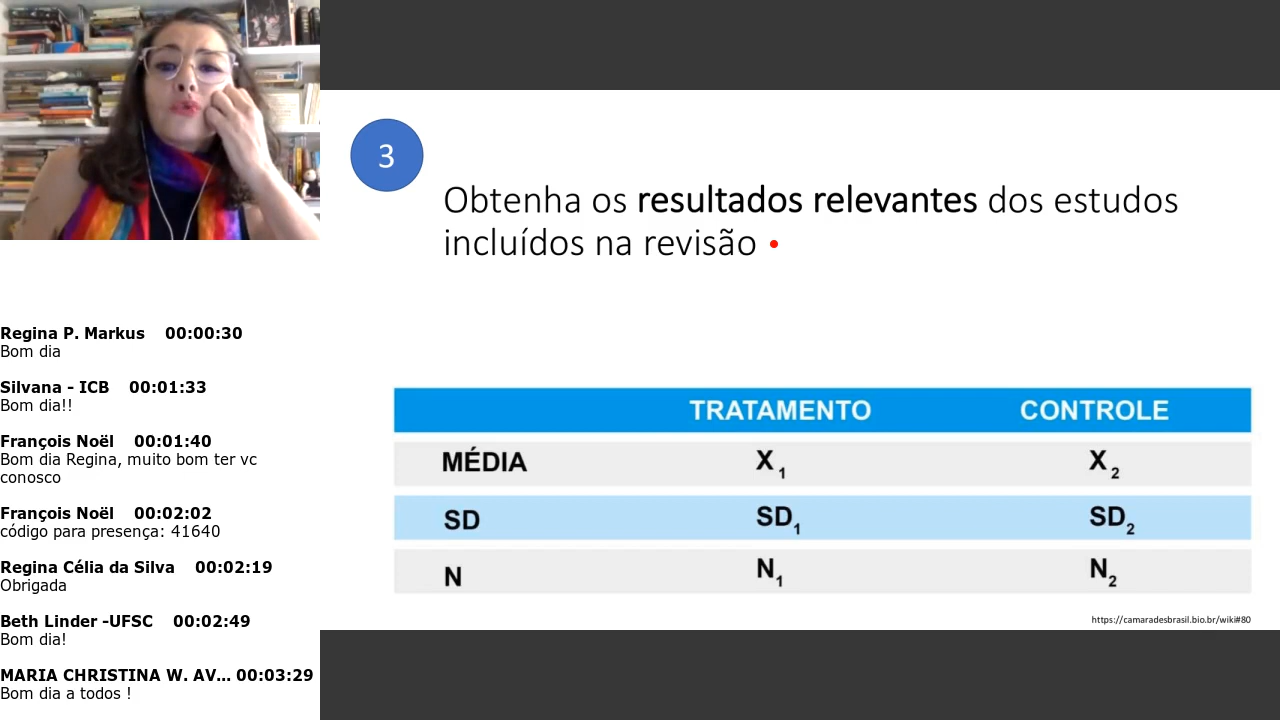 3
Obtenha os resultados relevantes dos estudos
incluídos na revisão
TRATAMENTO CONTROLE
MÉDIA X1 X2
SD SD1 SD2
N N1 N2
https://camaradesbrasil.bio.br/wiki#80
Regina P. Markus 00:00:30
Bom dia
Silvana - ICB 00:01:33
Bom dia!!
François Noël 00:01:40
Bom dia Regina, muito bom ter vc
conosco
François Noël 00:02:02
código para presença: 41640
Regina Célia da Silva 00:02:19
Obrigada
Beth Linder -UFSC 00:02:49
Bom dia!
MARIA CHRISTINA W. AV... 00:03:29
Bom dia a todos !